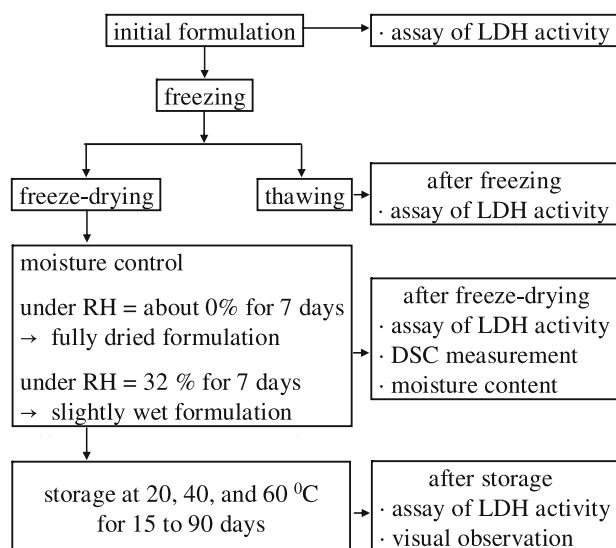 initial formulation
· assay of LDH activity
freezing
freeze-drying
thawing
after freezing
· assay of LDH activity
moisture control
under RH = about 0% for 7 days
→ fully dried formulation
under RH = 32 % for 7 days
→ slightly wet formulation
after freeze-drying
· assay of LDH activity
· DSC measurement
· moisture content
storage at 20, 40, and 60 ⁰C
for 15 to 90 days
after storage
· assay of LDH activity
· visual observation